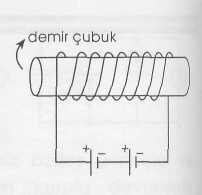 demir çubuk
+ − + −